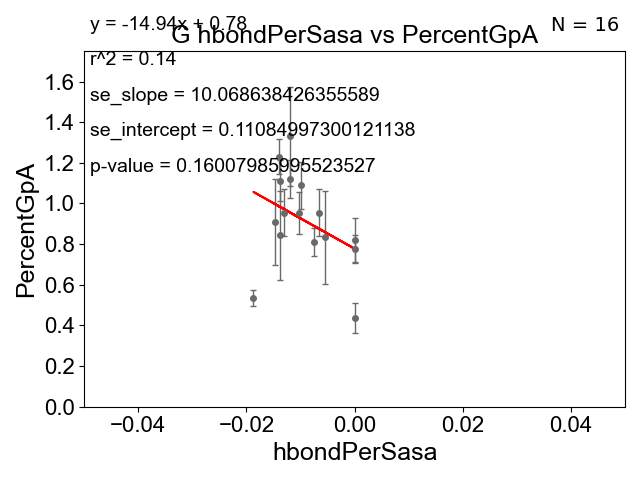 y = -14.94x + 0.78
N = 16
G hbondPerSasa vs PercentGpA
r^2 = 0.14
se_slope = 10.068638426355589
se_intercept = 0.11084997300121138
p-value = 0.16007985995523527
1.6
1.4
1.2
1.0
0.8
0.6
0.4
0.2
0.0
PercentGpA
−0.04 −0.02 0.00 0.02 0.04
hbondPerSasa